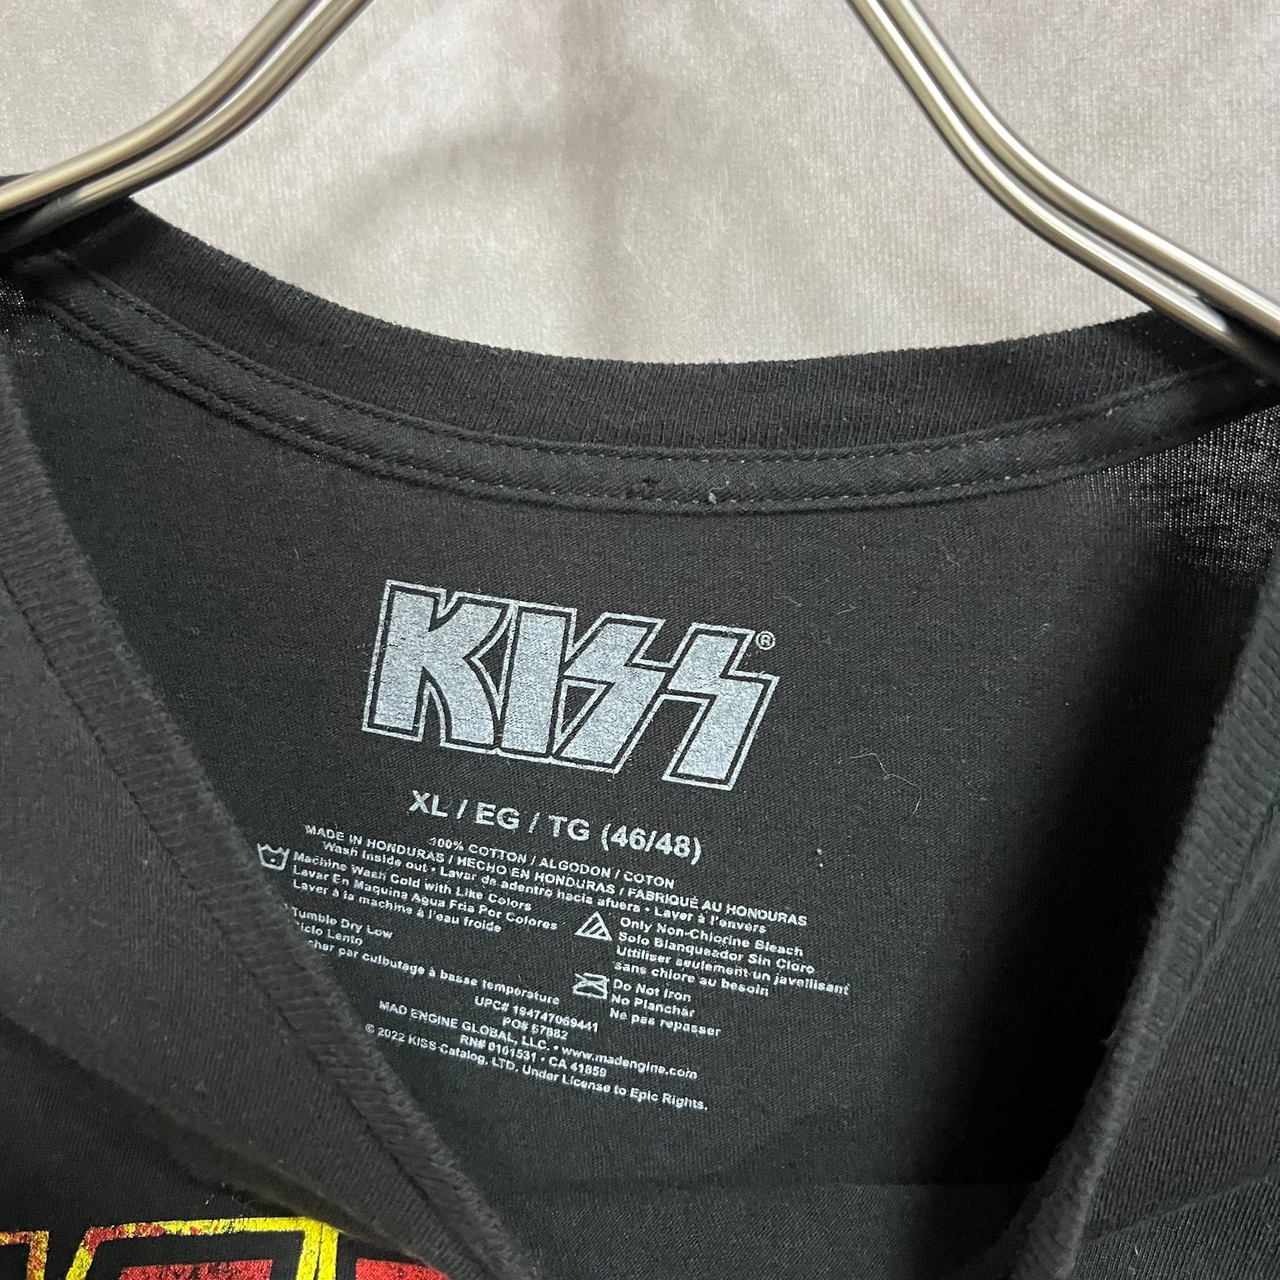 KISS®
XL / EG / TG (46/48)
100% COTTON / ALGODON / COTON
MADE IN HONDURAS / HECHO EN HONDURAS / FABRIQUÉ AU HONDURAS
Wash Inside out • Lavar de adentro hacia afuera • Laver à l'envers
Machine Wash Cold with Like Colors
Lavar En Maquina Agua Fria Por Colores
Laver à la machine à l'eau froide
Only Non-Chlorine Bleach
Solo Blanqueador Sin Cloro
Uttiliser seulement un javellisant
sans chlore au besoin
Tumble Dry Low
Lento
par culbutage à basse temperature
Do Not Iron
No Planchar
Ne pas repasser
UPC# 194747069441
PO# 57882
MAD ENGINE GLOBAL, LLC. • www.madengine.com
RN# 0101531 • CA 41859
© 2022 KISS Catalog, LTD. Under License to Epic Rights.